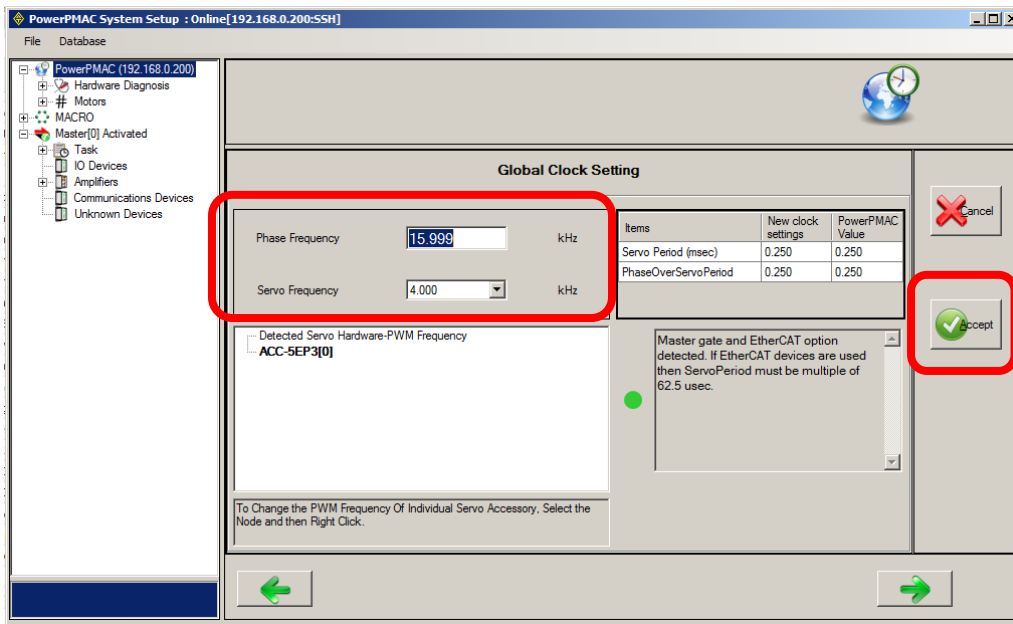 PowerPMAC System Setup : Online[192.168.0.200:SSH]
File Database
PowerPMAC (192.168.0.200)
Hardware Diagnosis
Motors
MACRO
Master[0] Activated
Task
IO Devices
Amplifiers
Communications Devices
Unknown Devices
Global Clock Setting
Phase Frequency 15.999 kHz
Servo Frequency 4.000 kHz
Items New clock settings PowerPMAC Value
Servo Period (msec) 0.250 0.250
PhaseOverServoPeriod 0.250 0.250
Detected Servo Hardware-PWM Frequency
ACC-5EP3[0]
Master gate and EtherCAT option
detected. If EtherCAT devices are used
then ServoPeriod must be multiple of
62.5 usec.
To Change the PWM Frequency Of Individual Servo Accessory, Select the
Node and then Right Click.
Cancel
Accept